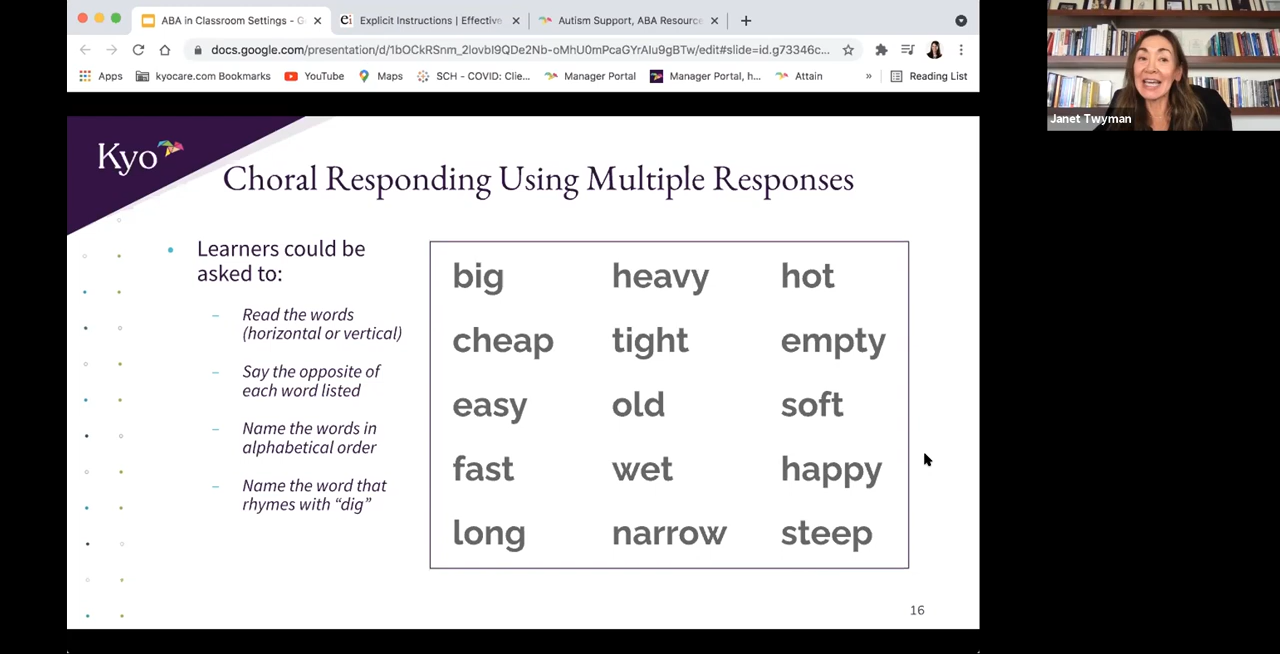 ABA in Classroom Settings - G
Explicit Instructions | Effective
Autism Support, ABA Resource
docs.google.com/presentation/d/1bOCkRSnm_2lovbI9QDe2Nb-oMhU0mPcaGYrAlu9gBTw/edit#slide=id.g73346c...
Apps
kyocare.com Bookmarks
YouTube
Maps
SCH - COVID: Clie...
Manager Portal
Manager Portal, h...
Attain
»
Reading List
Janet Twyman
Kyo
Choral Responding Using Multiple Responses
• Learners could be
asked to:
– Read the words
(horizontal or vertical)
– Say the opposite of
each word listed
– Name the words in
alphabetical order
– Name the word that
rhymes with “dig”
big heavy hot
cheap tight empty
easy old soft
fast wet happy
long narrow steep
16